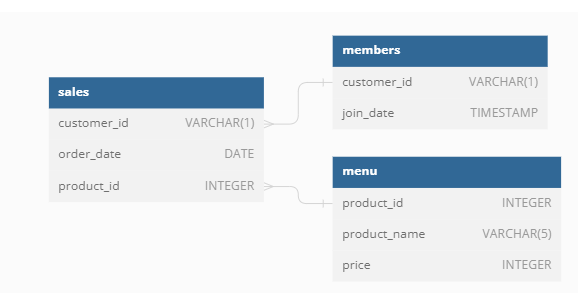 sales
customer_id VARCHAR(1)
order_date DATE
product_id INTEGER
members
customer_id VARCHAR(1)
join_date TIMESTAMP
menu
product_id INTEGER
product_name VARCHAR(5)
price INTEGER